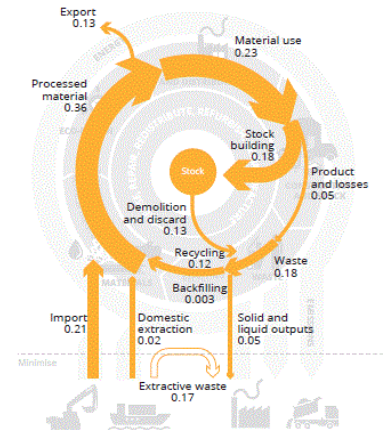 Export
0.13
Material use
0.23
Processed
material
0.36
Stock
building
0.18
Stock
Product
and losses
0.05
Demolition
and discard
0.13
Recycling
0.12
Waste
0.18
Backfilling
0.003
MATERIALS
Import
0.21
Domestic
extraction
0.02
Solid and
liquid outputs
0.05
Minimise
Extractive waste
0.17